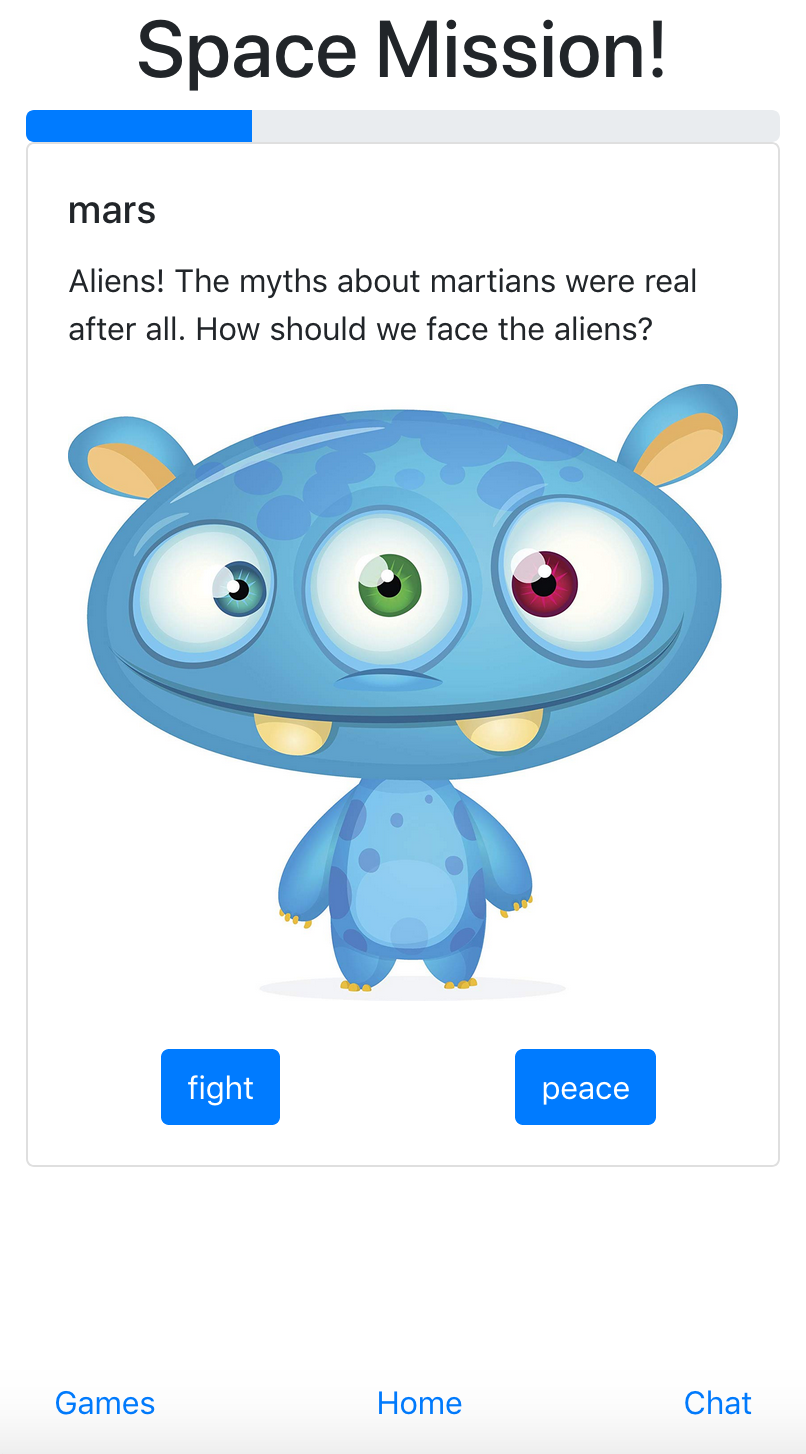 Space Mission!
mars
Aliens! The myths about martians were real
after all. How should we face the aliens?
fight
peace
Games
Home
Chat